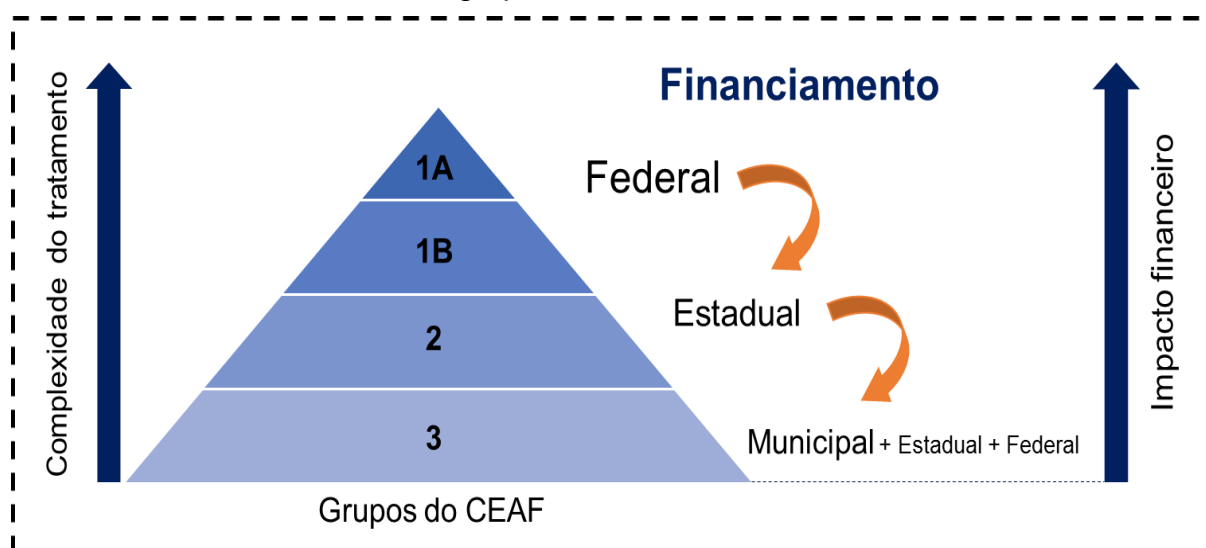 Financiamento
Complexidade do tratamento
1A
Federal
1B
Estadual
2
3
Municipal + Estadual + Federal
Impacto financeiro
Grupos do CEAF